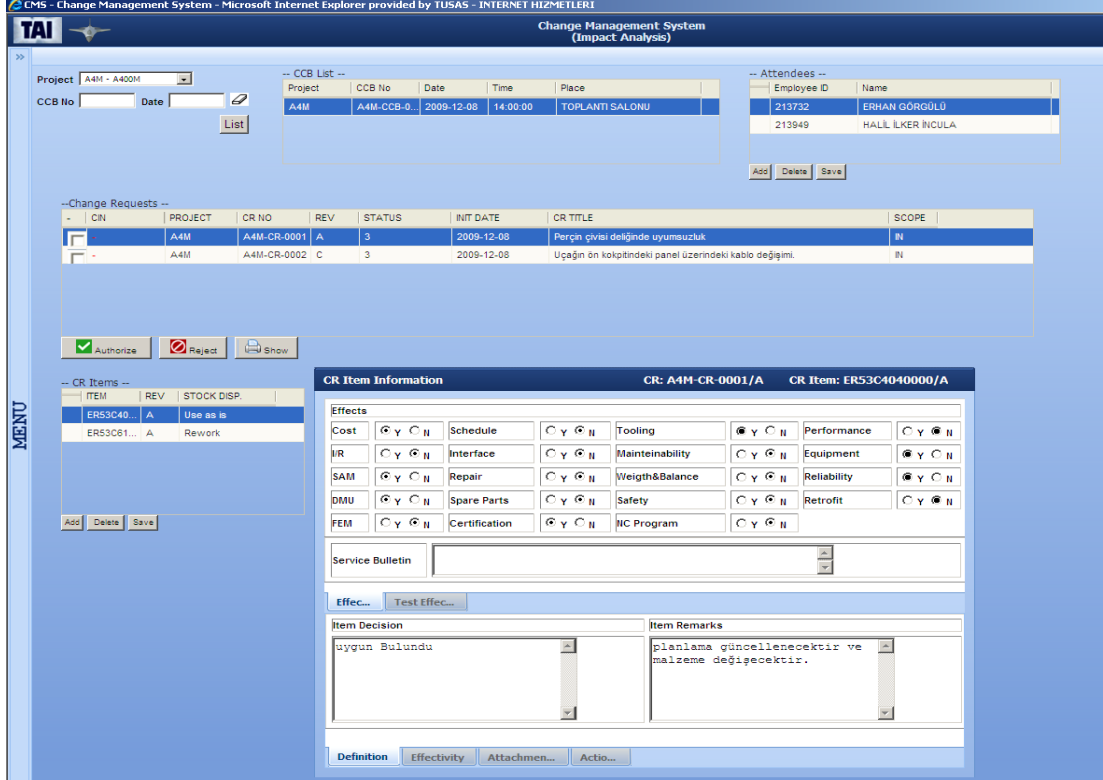 CMS - Change Management System - Microsoft Internet Explorer provided by TUSAS - INTERNET HIZMETLERI
TAI
Change Management System
(Impact Analysis)
>>
Project A4M - A400M
CCB No Date
List
-- CCB List --
Project CCB No Date Time Place
A4M A4M-CCB-0... 2009-12-08 14:00:00 TOPLANTI SALONU
-- Attendees --
Employee ID Name
213732 ERHAN GÖRGÜLÜ
213949 HALİL İLKER İNCULA
Add Delete Save
--Change Requests --
- CIN PROJECT CR NO REV STATUS INIT DATE CR TITLE SCOPE
A4M A4M-CR-0001 A 3 2009-12-08 Perçin çivisi deliğinde uyumsuzluk IN
- A4M A4M-CR-0002 C 3 2009-12-08 Uçağın ön kokpitindeki panel üzerindeki kablo değişimi. IN
Authorize Reject Show
MENU
-- CR Items --
ITEM REV STOCK DISP.
ER53C40... A Use as is
ER53C61... A Rework
Add Delete Save
CR Item Information CR: A4M-CR-0001/A CR Item: ER53C4040000/A
Effects
Cost Y N Schedule Y N Tooling Y N Performance Y N
I/R Y N Interface Y N Mainteinability Y N Equipment Y N
SAM Y N Repair Y N Weigth&Balance Y N Reliability Y N
DMU Y N Spare Parts Y N Safety Y N Retrofit Y N
FEM Y N Certification Y N NC Program Y N
Service Bulletin
Effec... Test Effec...
Item Decision
uygun Bulundu
Item Remarks
planlama güncellenecektir ve
malzeme değişecektir.
Definition Effectivity Attachmen... Actio...